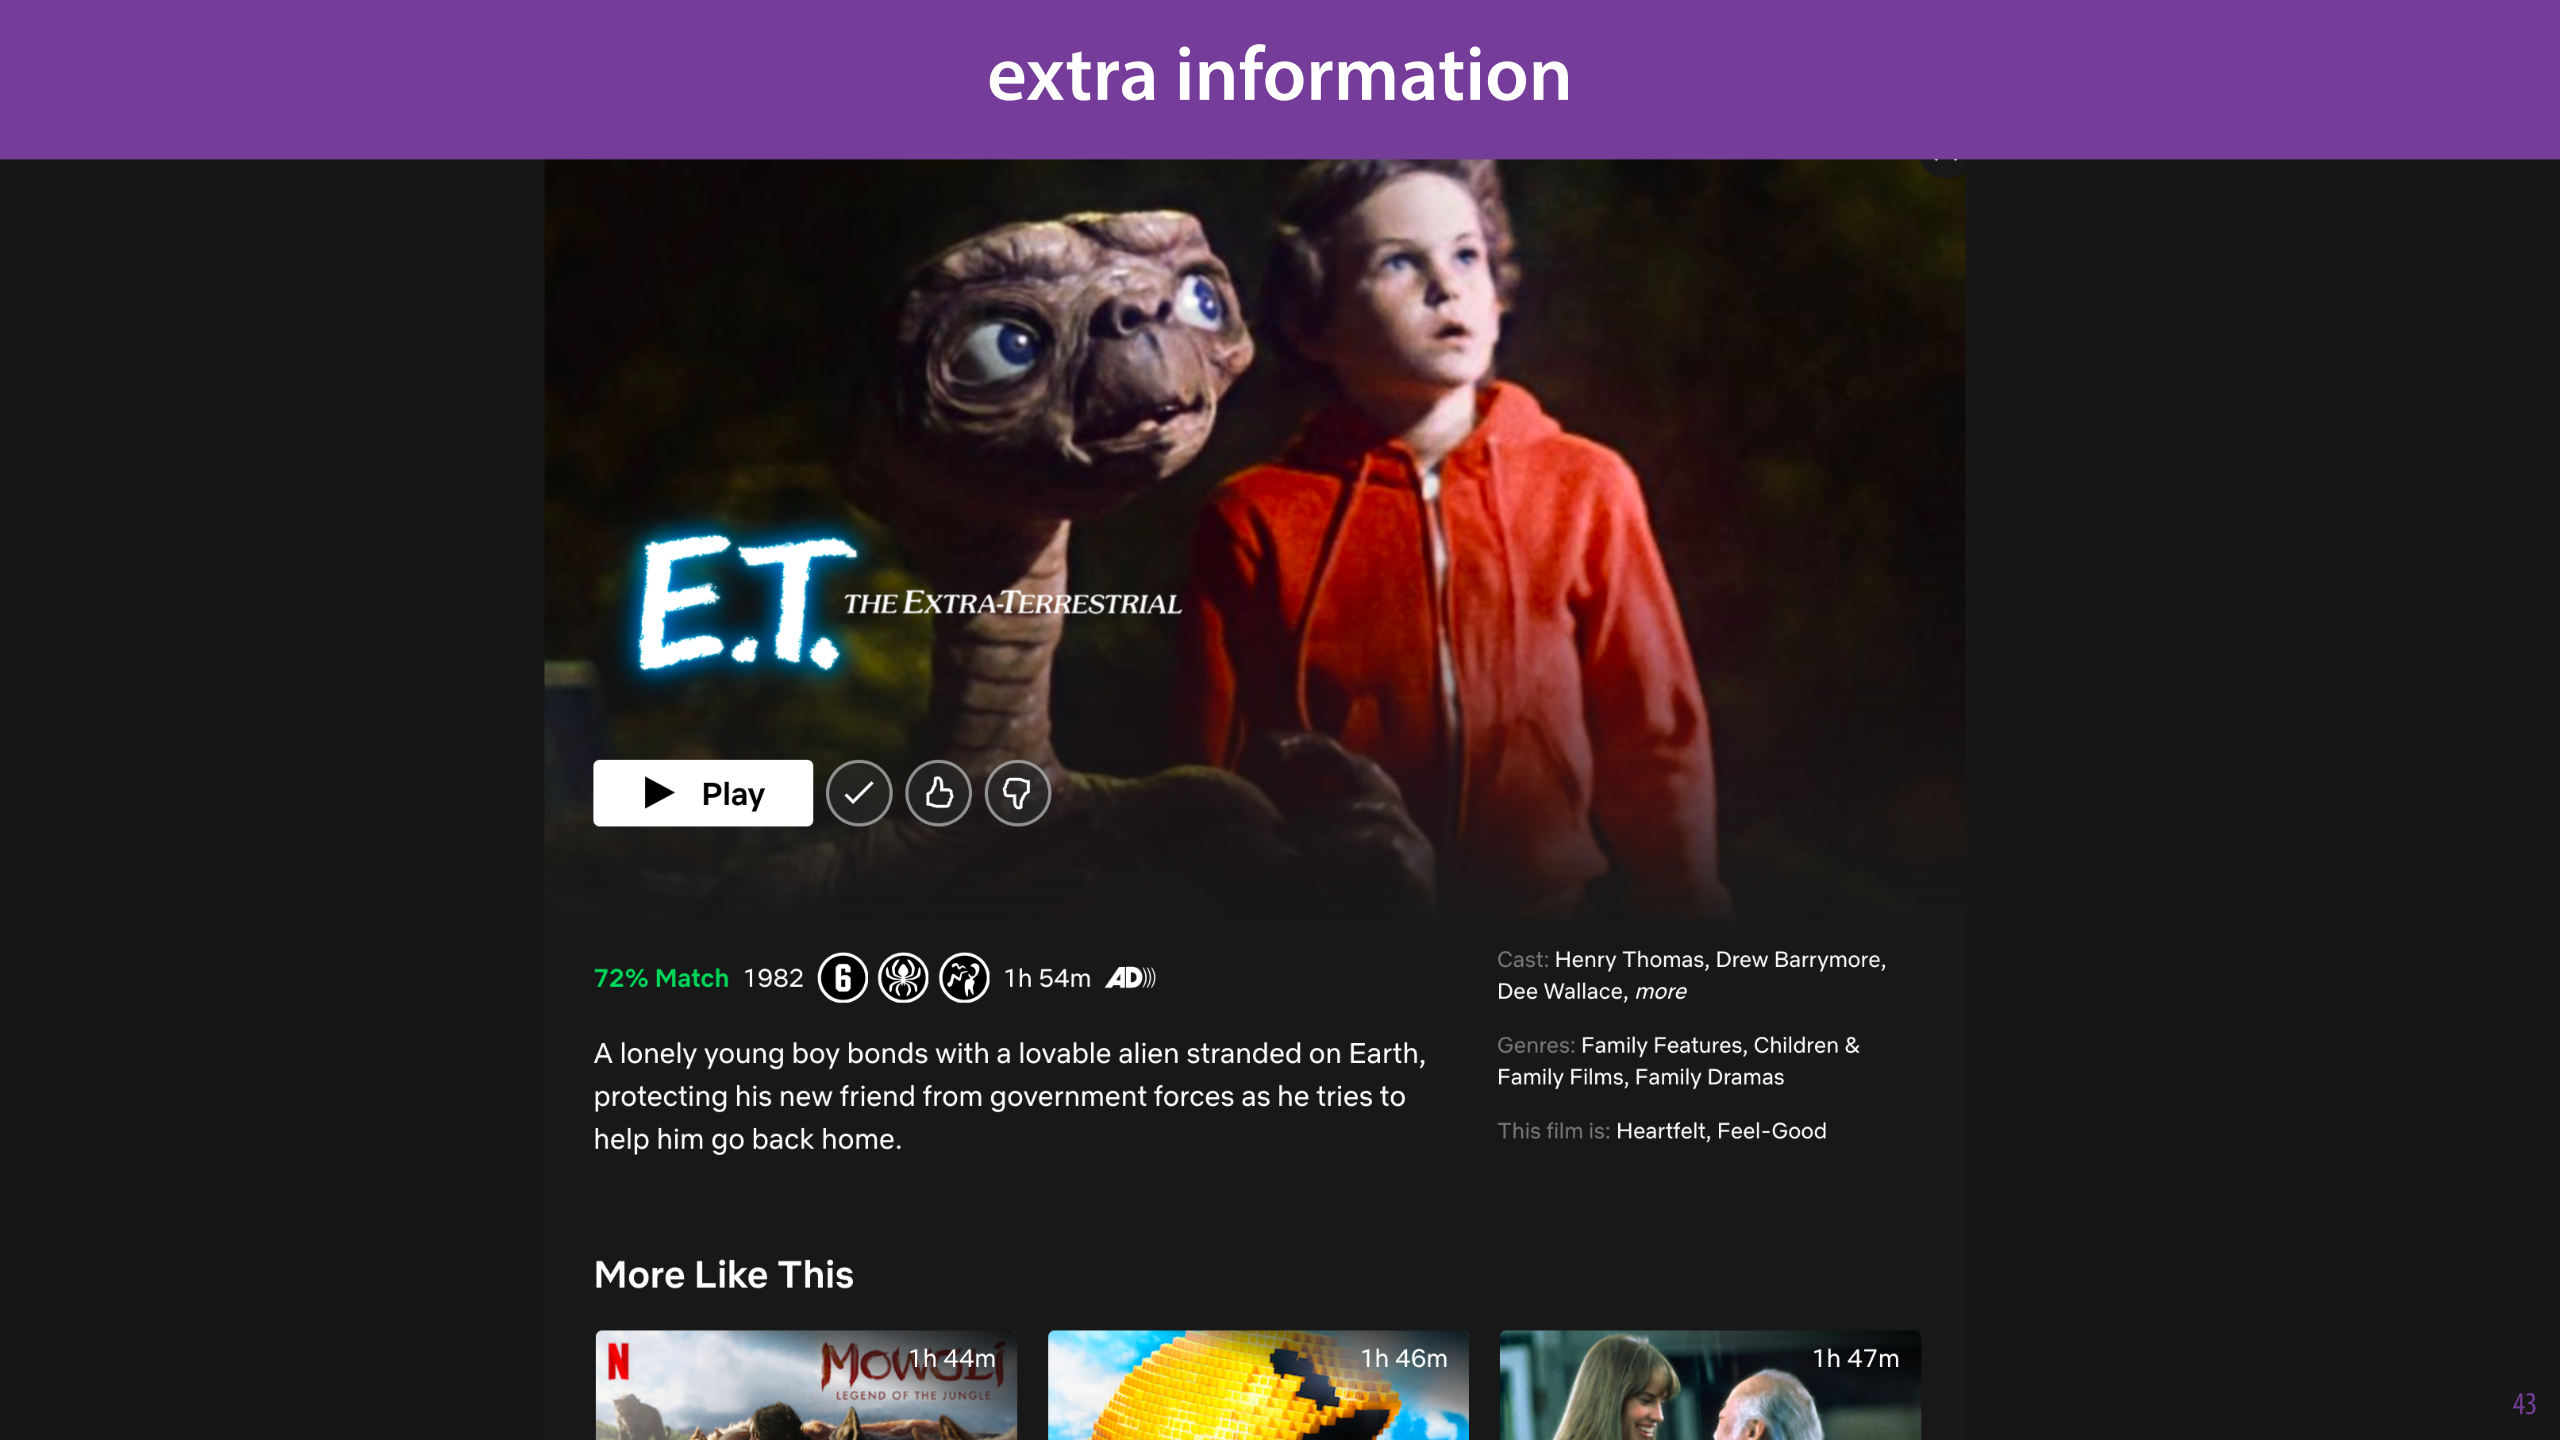 extra information
E.T. THE EXTRA-TERRESTRIAL
Play
72% Match 1982 6 1h 54m AD)))
A lonely young boy bonds with a lovable alien stranded on Earth,
protecting his new friend from government forces as he tries to
help him go back home.
Cast: Henry Thomas, Drew Barrymore,
Dee Wallace, more
Genres: Family Features, Children &
Family Films, Family Dramas
This film is: Heartfelt, Feel-Good
More Like This
N
MOWGLI
1h 44m
LEGEND OF THE JUNGLE
1h 46m
1h 47m
43